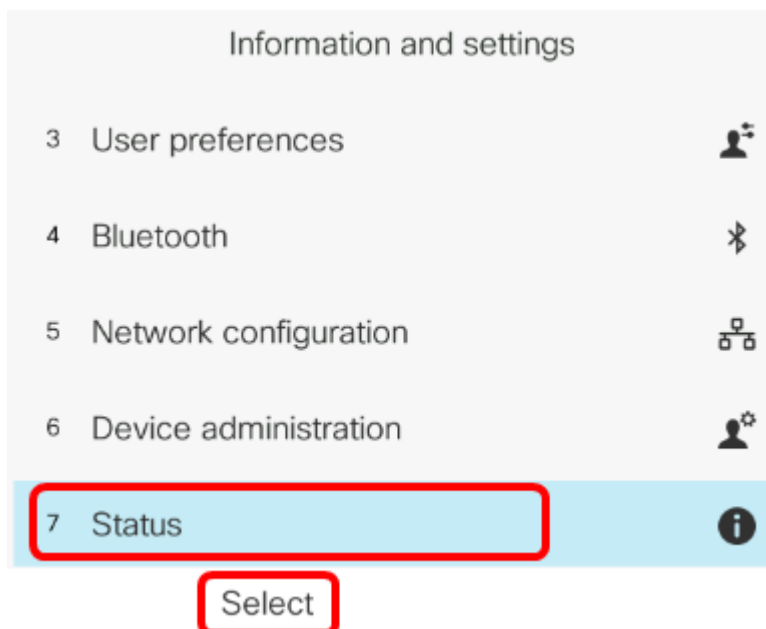 Information and settings
3 User preferences
4 Bluetooth
5 Network configuration
6 Device administration
7 Status
Select